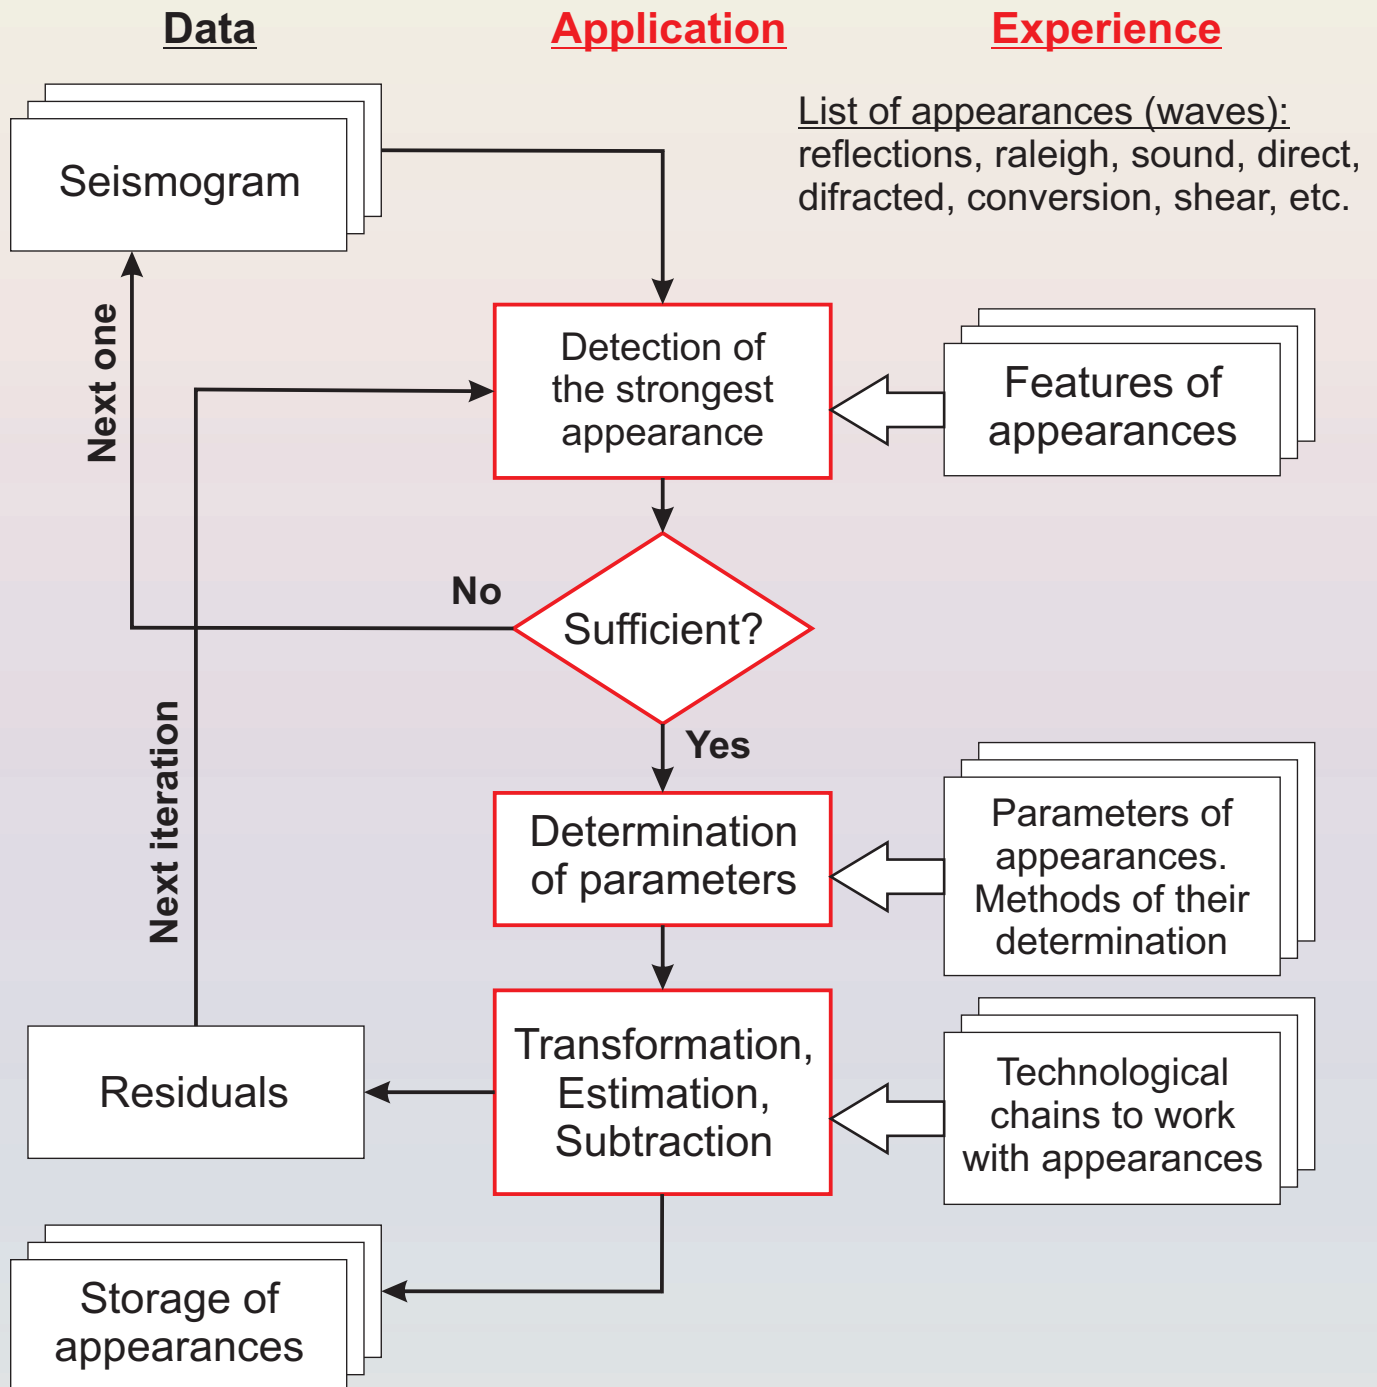 Data
Application
Experience
List of appearances (waves):
reflections, raleigh, sound, direct,
difracted, conversion, shear, etc.
Seismogram
Next one
Detection of
the strongest
appearance
Features of
appearances
No
Sufficient?
Yes
Next iteration
Determination
of parameters
Parameters of
appearances.
Methods of their
determination
Residuals
Transformation,
Estimation,
Subtraction
Technological
chains to work
with appearances
Storage of
appearances